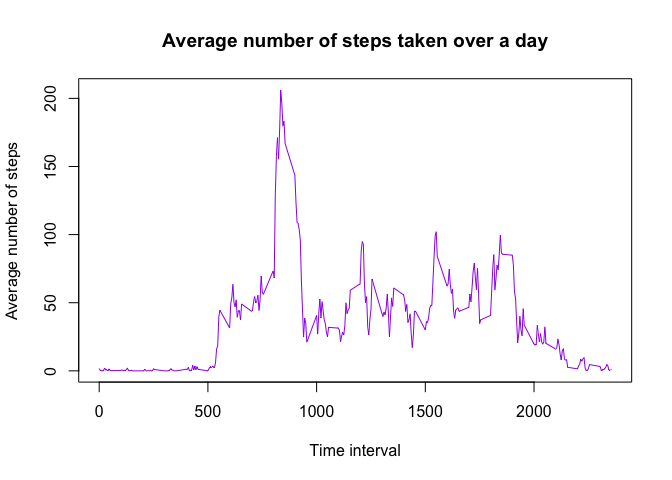 Average number of steps taken over a day
Average number of steps
200
150
100
50
0
0 500 1000 1500 2000
Time interval